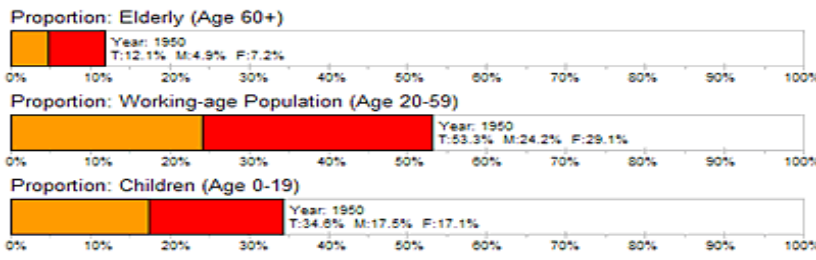 Proportion: Elderly (Age 60+)
Year: 1950
T:12.1% M:4.9% F:7.2%
0% 10% 20% 30% 40% 50% 60% 70% 80% 90% 100%
Proportion: Working-age Population (Age 20-59)
Year: 1950
T:53.3% M:24.2% F:29.1%
0% 10% 20% 30% 40% 50% 60% 70% 80% 90% 100%
Proportion: Children (Age 0-19)
Year: 1950
T:34.6% M:17.5% F:17.1%
0% 10% 20% 30% 40% 50% 60% 70% 80% 90% 100%